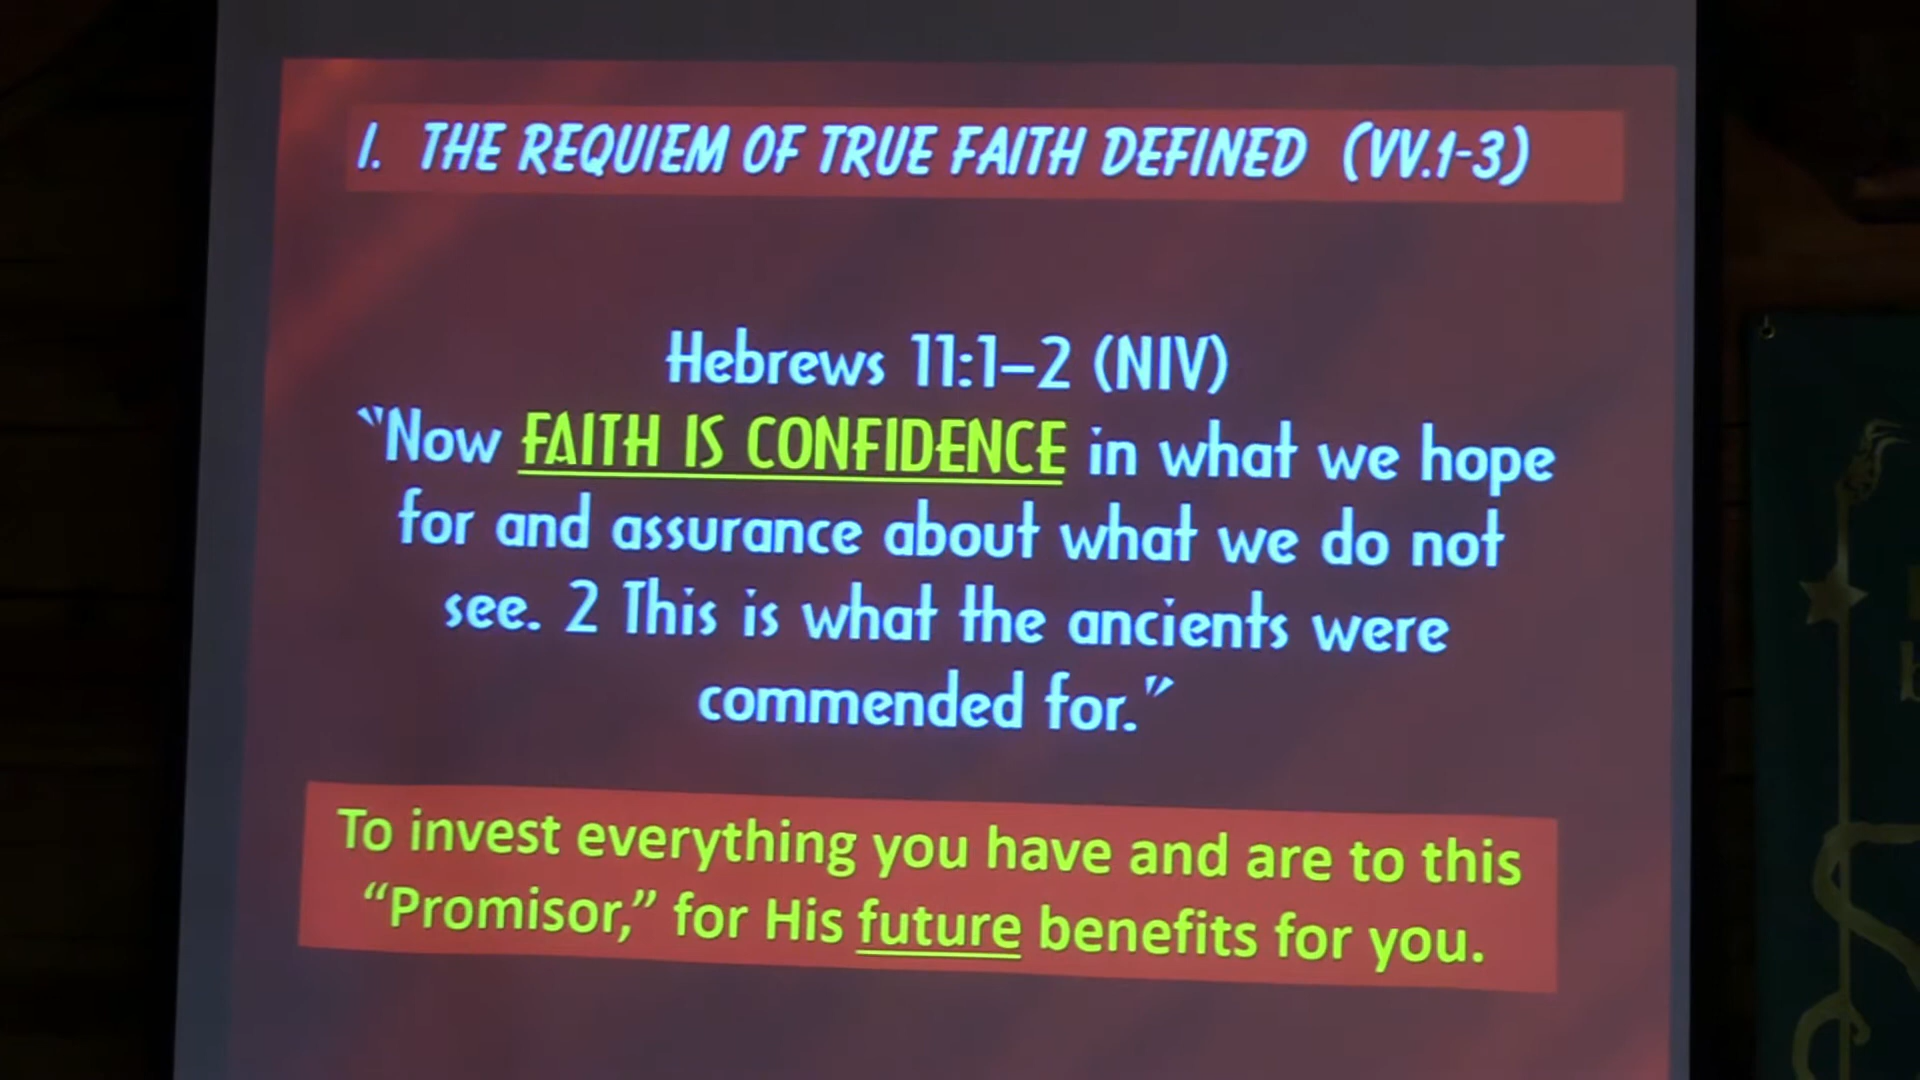 I. THE REQUIEM OF TRUE FAITH DEFINED (VV.1-3)
Hebrews 11:1–2 (NIV)
“Now FAITH IS CONFIDENCE in what we hope
for and assurance about what we do not
see. 2 This is what the ancients were
commended for.”
To invest everything you have and are to this
“Promisor,” for His future benefits for you.